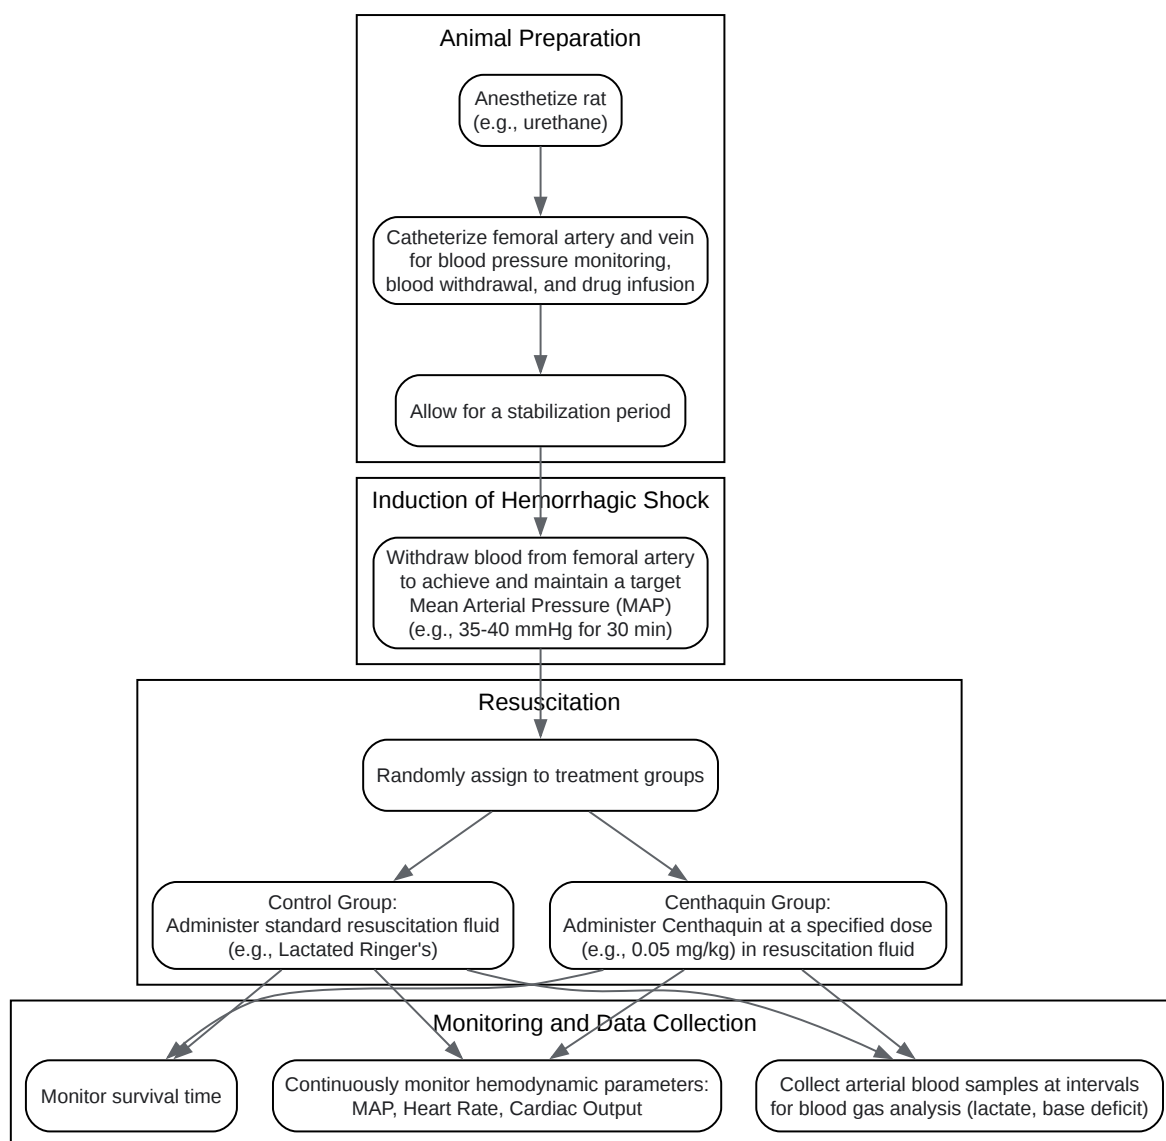 Animal Preparation
Anesthetize rat
(e.g., urethane)
Catheterize femoral artery and vein
for blood pressure monitoring,
blood withdrawal, and drug infusion
Allow for a stabilization period
Induction of Hemorrhagic Shock
Withdraw blood from femoral artery
to achieve and maintain a target
Mean Arterial Pressure (MAP)
(e.g., 35-40 mmHg for 30 min)
Resuscitation
Randomly assign to treatment groups
Control Group:
Administer standard resuscitation fluid
(e.g., Lactated Ringer's)
Centhaquin Group:
Administer Centhaquin at a specified dose
(e.g., 0.05 mg/kg) in resuscitation fluid
Monitoring and Data Collection
Monitor survival time
Continuously monitor hemodynamic parameters:
MAP, Heart Rate, Cardiac Output
Collect arterial blood samples at intervals
for blood gas analysis (lactate, base deficit)